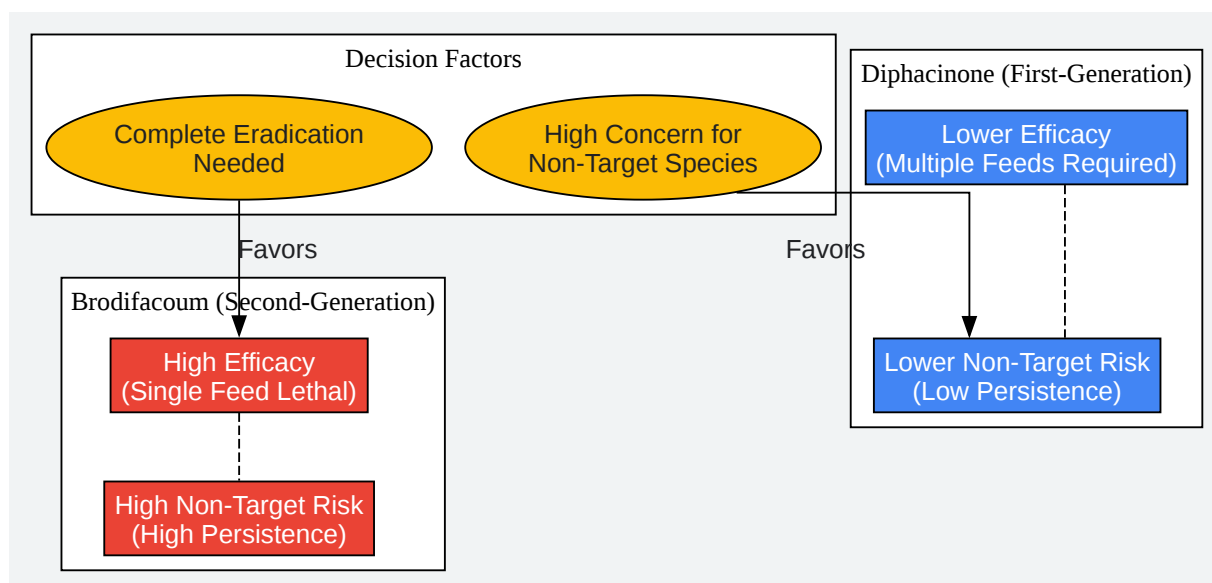 Decision Factors
Complete Eradication
Needed
High Concern for
Non-Target Species
Diphacinone (First-Generation)
Lower Efficacy
(Multiple Feeds Required)
Favors
Favors
Brodifacoum (Second-Generation)
High Efficacy
(Single Feed Lethal)
Lower Non-Target Risk
(Low Persistence)
High Non-Target Risk
(High Persistence)